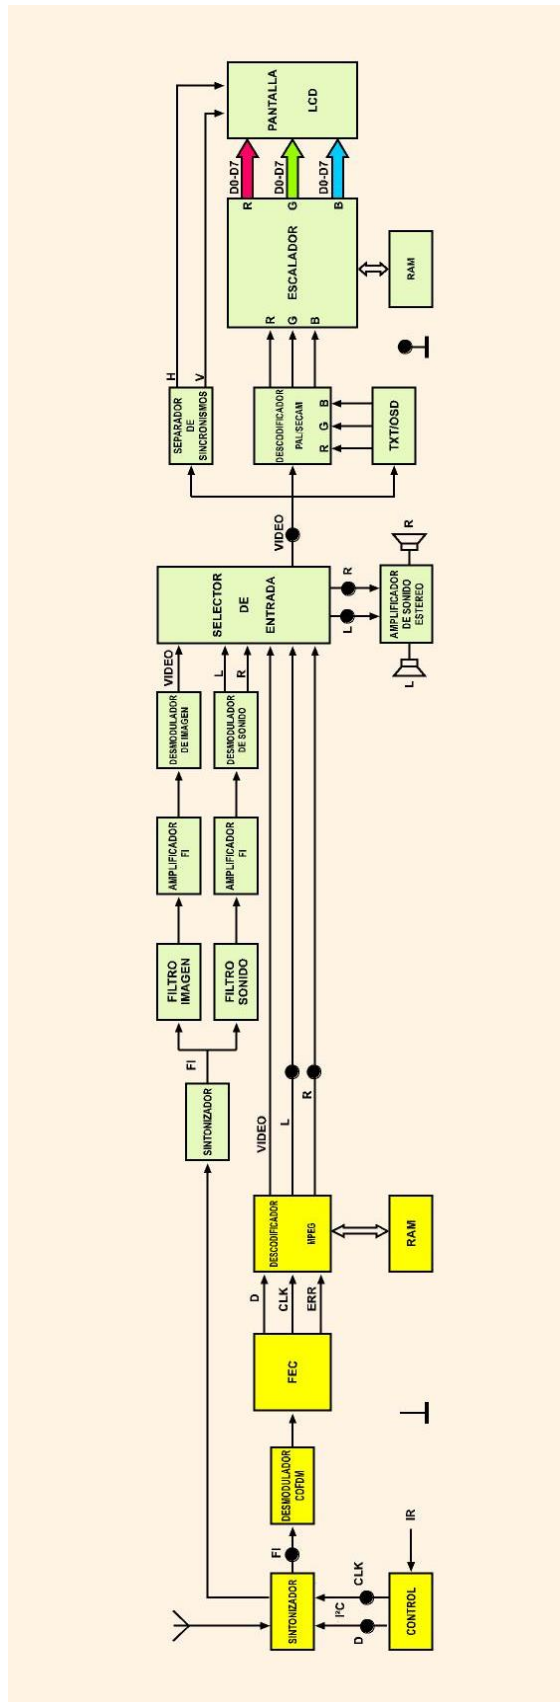 SINTONIZADOR
FI
DESMODULADOR
COFDM
FEC
D
CLK
ERR
DESCODIFICADOR
MPEG
RAM
CONTROL
IR
D
I²C
CLK
VIDEO
L
R
SINTONIZADOR
FI
FILTRO
IMAGEN
FILTRO
SONIDO
AMPLIFICADOR
FI
AMPLIFICADOR
FI
DESMODULADOR
DE IMAGEN
DESMODULADOR
DE SONIDO
VIDEO
L
R
SELECTOR
DE
ENTRADA
L
R
AMPLIFICADOR
DE SONIDO
ESTEREO
L
R
VIDEO
SEPARADOR
DE
SINCRONISMOS
H
V
DESCODIFICADOR
PAL/SECAM
R
G
B
TXT/OSD
R
G
B
ESCALADOR
RAM
R
G
B
D0-D7
D0-D7
D0-D7
PANTALLA
LCD